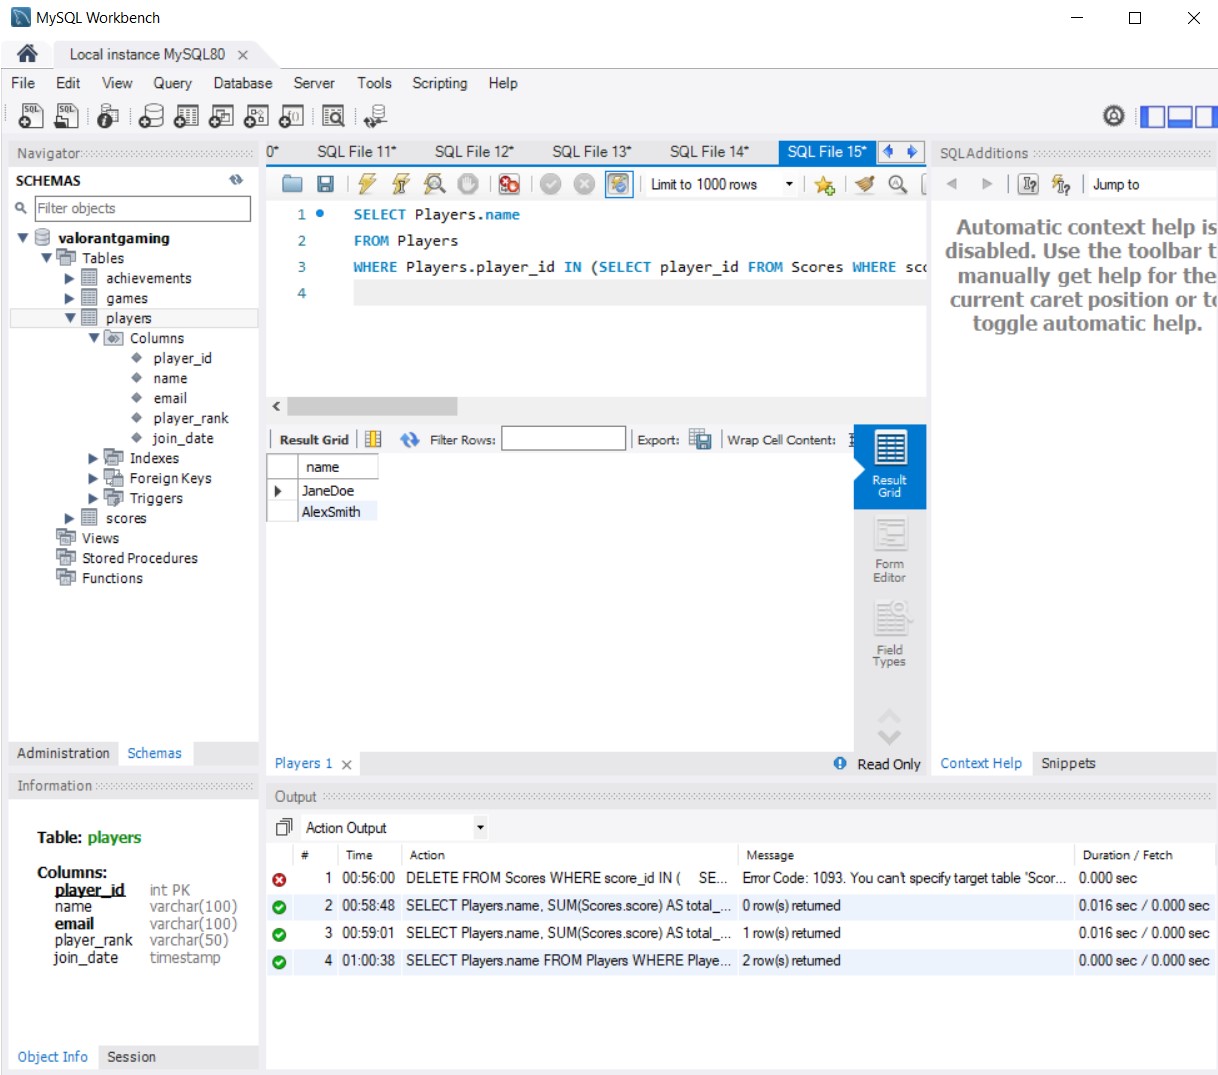 MySQL Workbench
Local instance MySQL80
File Edit View Query Database Server Tools Scripting Help
Navigator
SCHEMAS
Filter objects
valorantgaming
Tables
achievements
games
players
Columns
player_id
name
email
player_rank
join_date
Indexes
Foreign Keys
Triggers
scores
Views
Stored Procedures
Functions
Administration Schemas
Information
Table: players
Columns:
player_id int PK
name varchar(100)
email varchar(100)
player_rank varchar(50)
join_date timestamp
Object Info Session
0* SQL File 11* SQL File 12* SQL File 13* SQL File 14* SQL File 15*
Limit to 1000 rows
1 SELECT Players.name
2 FROM Players
3 WHERE Players.player_id IN (SELECT player_id FROM Scores WHERE sco
4
Result Grid Filter Rows: Export: Wrap Cell Content:
name
JaneDoe
AlexSmith
Result
Grid
Form
Editor
Field
Types
Players 1 Read Only
SQLAdditions
Jump to
Automatic context help is
disabled. Use the toolbar t
manually get help for the
current caret position or to
toggle automatic help.
Context Help Snippets
Output
Action Output
# Time Action Message Duration / Fetch
1 00:56:00 DELETE FROM Scores WHERE score_id IN ( SE... Error Code: 1093. You can't specify target table 'Scor... 0.000 sec
2 00:58:48 SELECT Players.name, SUM(Scores.score) AS total_... 0 row(s) returned 0.016 sec / 0.000 sec
3 00:59:01 SELECT Players.name, SUM(Scores.score) AS total_... 1 row(s) returned 0.016 sec / 0.000 sec
4 01:00:38 SELECT Players.name FROM Players WHERE Playe... 2 row(s) returned 0.000 sec / 0.000 sec